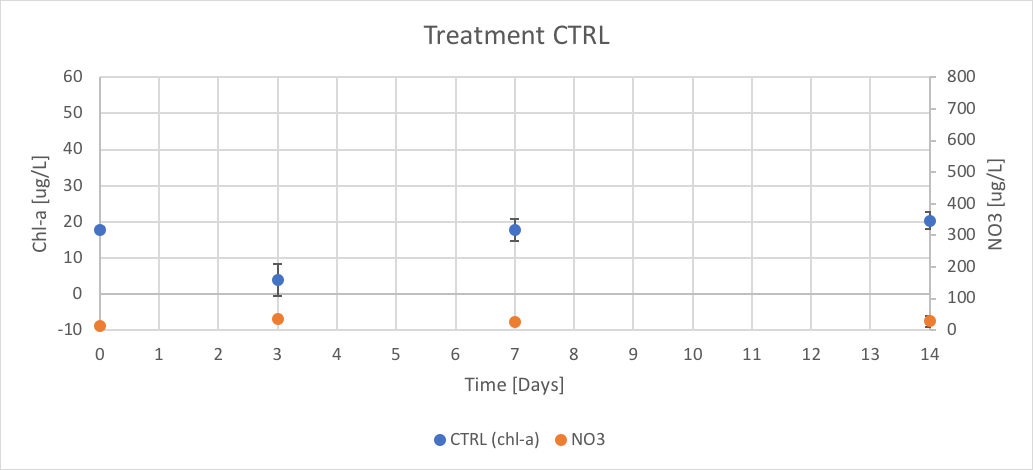 Treatment CTRL
60
50
40
30
20
10
0
-10
Chl-a [ug/L]
800
700
600
500
400
300
200
100
0
NO3 [ug/L]
0 1 2 3 4 5 6 7 8 9 10 11 12 13 14
Time [Days]
CTRL (chl-a) NO3